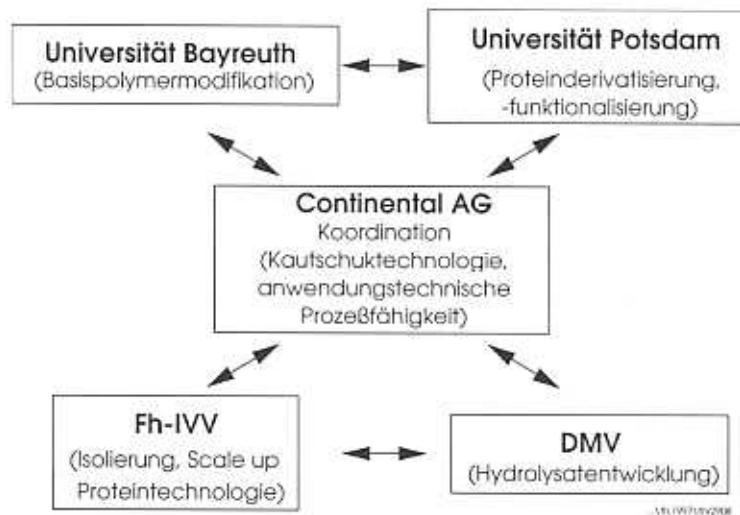 Universität Bayreuth
(Basispolymermodifikation)
Universität Potsdam
(Proteinderivatisierung,
-funktionalisierung)
Continental AG
Koordination
(Kautschuktechnologie,
anwendungstechnische
Prozeßfähigkeit)
Fh-IVV
(Isolierung, Scale up
Proteintechnologie)
DMV
(Hydrolysatentwicklung)